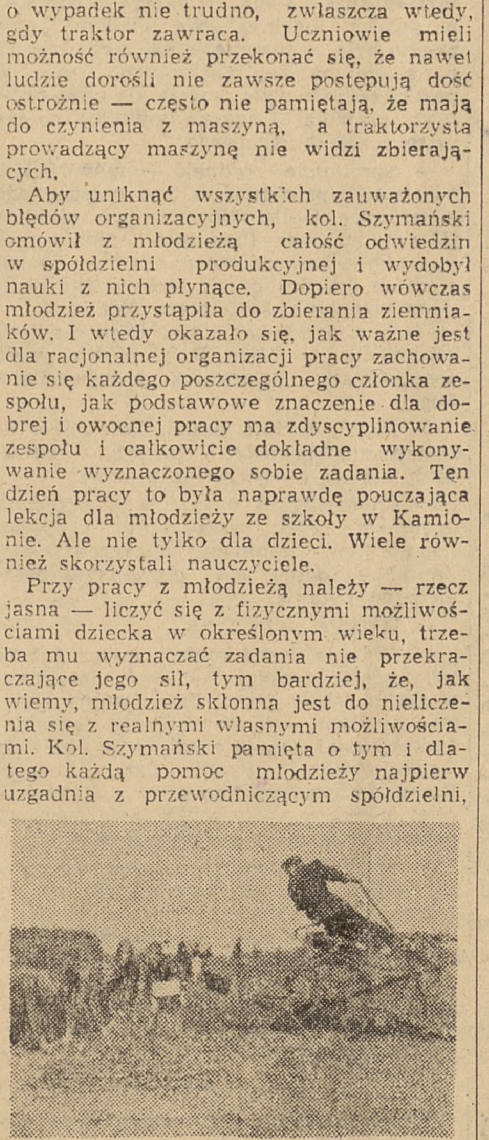 o wypadek nie trudno, zwłaszcza wtedy,
gdy traktor zawraca. Uczniowie mieli
możność również przekonać się, że nawet
ludzie dorośli nie zawsze postępują dość
ostrożnie — często nie pamiętają, że mają
do czynienia z maszyną, a traktorzysta
prowadzący maszynę nie widzi zbierają-
cych.
Aby uniknąć wszystkich zauważonych
błędów organizacyjnych, kol. Szymański
omówił z młodzieżą całość odwiedzin
w spółdzielni produkcyjnej i wydobył
nauki z nich płynące. Dopiero wówczas
młodzież przystąpiła do zbierania ziemnia-
ków. I wtedy okazało się, jak ważne jest
dla racjonalnej organizacji pracy zachowa-
nie się każdego poszczególnego członka ze-
społu, jak podstawowe znaczenie dla do-
brej i owocnej pracy ma zdyscyplinowanie
zespołu i całkowicie dokładne wykony-
wanie wyznaczonego sobie zadania. Ten
dzień pracy to była naprawdę pouczająca
lekcja dla młodzieży ze szkoły w Kamio-
nie. Ale nie tylko dla dzieci. Wiele rów-
nież skorzystali nauczyciele.
Przy pracy z młodzieżą należy — rzecz
jasna — liczyć się z fizycznymi możliwoś-
ciami dziecka w określonym wieku, trze-
ba mu wyznaczać zadania nie przekra-
czające jego sił, tym bardziej, że, jak
wiemy, młodzież skłonna jest do nielicze-
nia się z realnymi własnymi możliwościa-
mi. Kol. Szymański pamięta o tym i dla-
tego każdą pomoc młodzieży najpierw
uzgadnia z przewodniczącym spółdzielni,